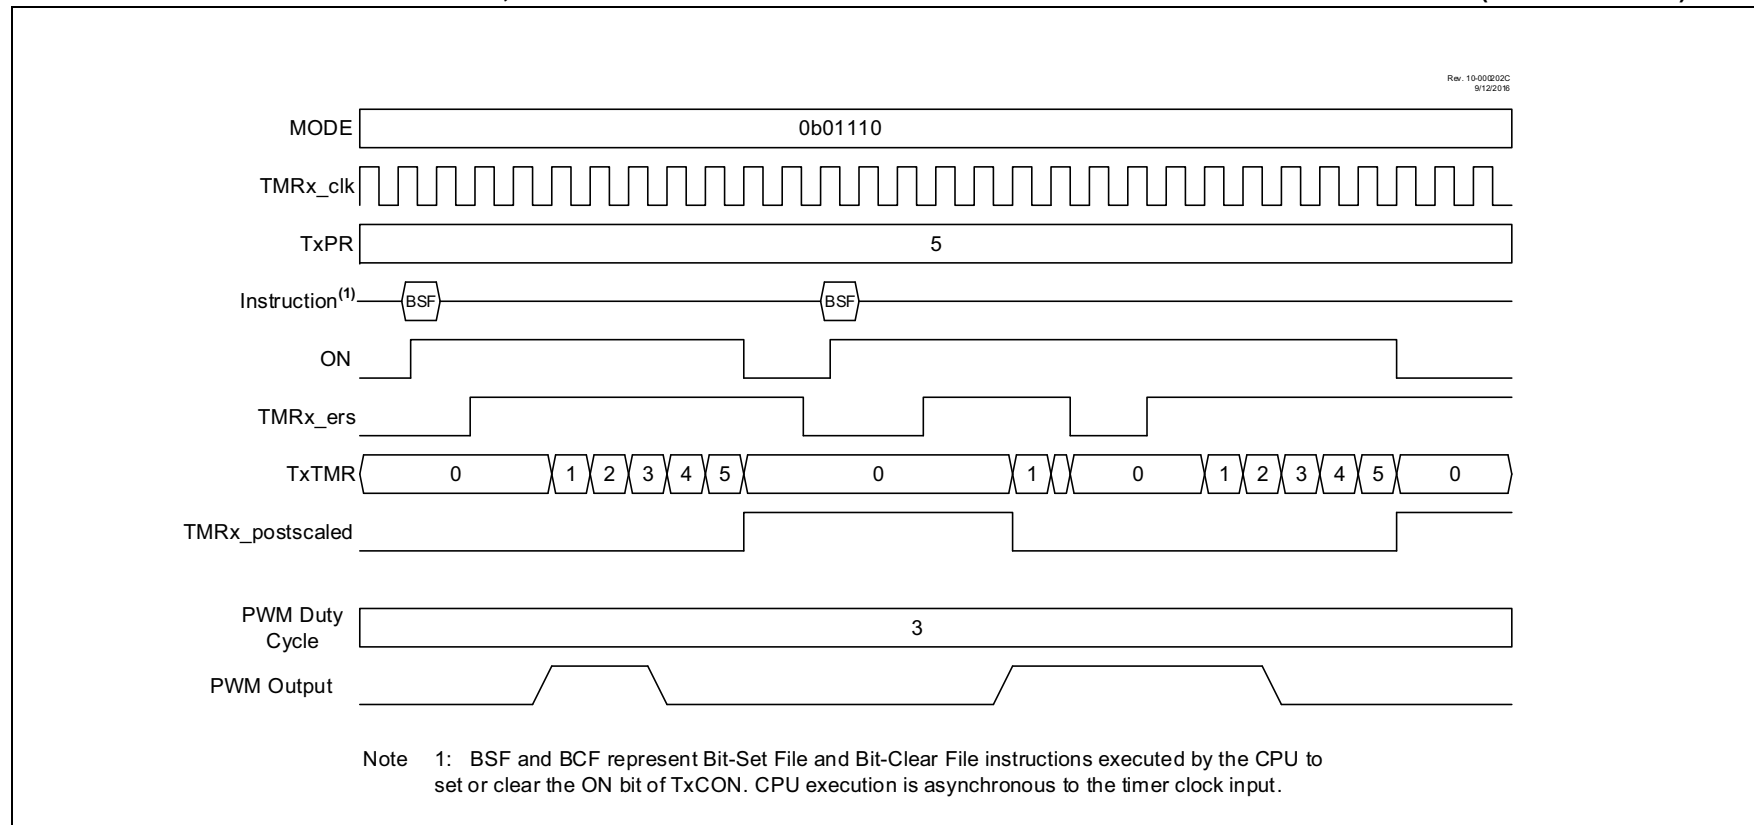 Rev. 10-000202C
9/12/2016
MODE 0b01110
TMRx_clk
TxPR 5
Instruction(1) BSF BSF
ON
TMRx_ers
TxTMR 0 1 2 3 4 5 0 1 0 1 2 3 4 5 0
TMRx_postscaled
PWM Duty
Cycle 3
PWM Output
Note 1: BSF and BCF represent Bit-Set File and Bit-Clear File instructions executed by the CPU to
set or clear the ON bit of TxCON. CPU execution is asynchronous to the timer clock input.